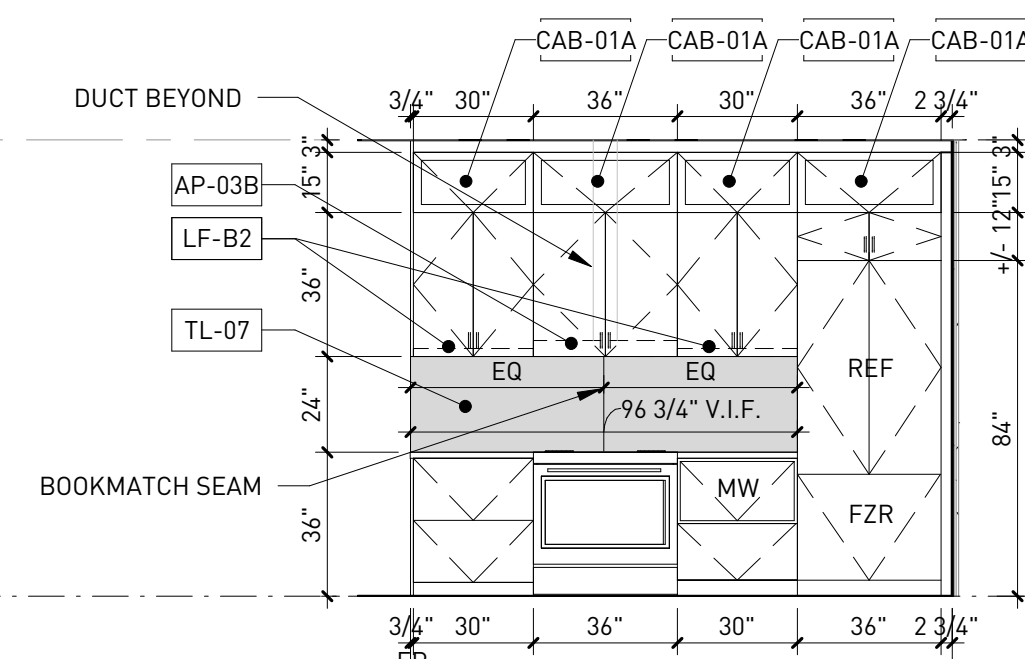 CAB-01A CAB-01A CAB-01A CAB-01A
DUCT BEYOND
3/4" 30" 36" 30" 36" 2 3/4"
3"
3"
AP-03B
15"
15"
LF-B2
+/- 12"
36"
TL-07
EQ EQ
REF
24"
96 3/4" V.I.F.
84"
BOOKMATCH SEAM
MW
FZR
36"
3/4" 30" 36" 30" 36" 2 3/4"